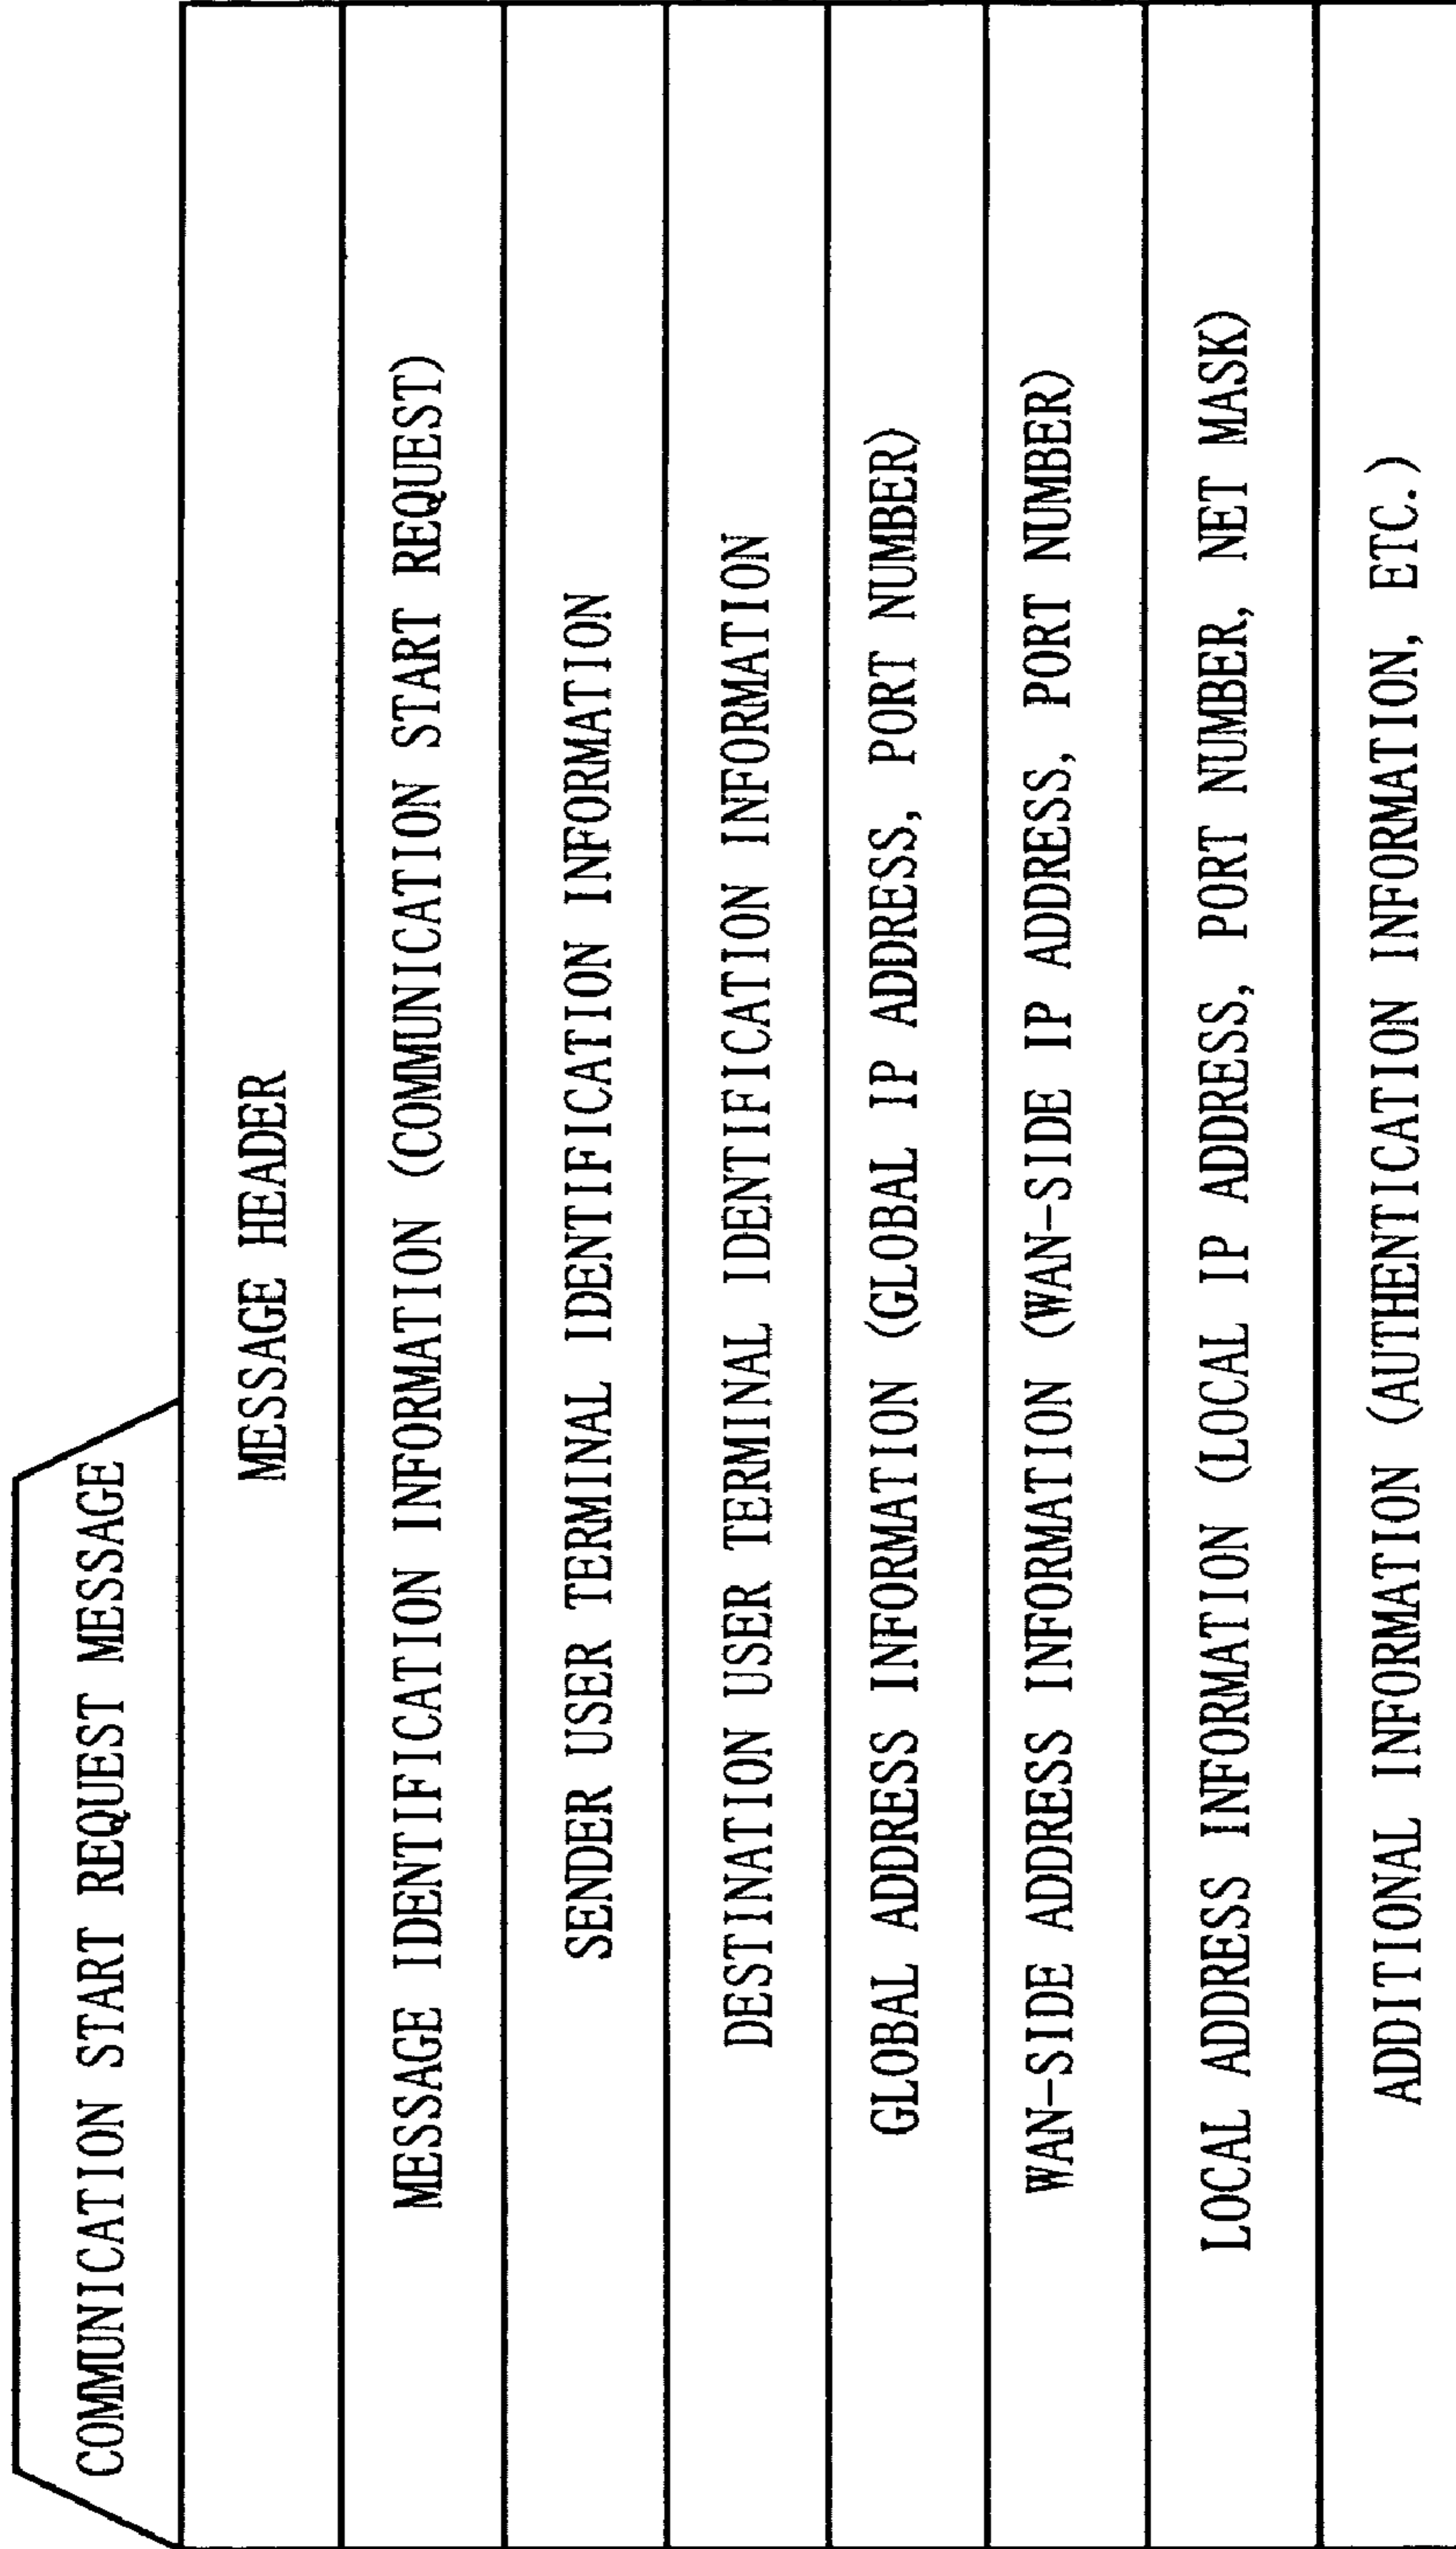 COMMUNICATION START REQUEST MESSAGE
MESSAGE HEADER
MESSAGE IDENTIFICATION INFORMATION (COMMUNICATION START REQUEST)
SENDER USER TERMINAL IDENTIFICATION INFORMATION
DESTINATION USER TERMINAL IDENTIFICATION INFORMATION
GLOBAL ADDRESS INFORMATION (GLOBAL IP ADDRESS, PORT NUMBER)
WAN-SIDE ADDRESS INFORMATION (WAN-SIDE IP ADDRESS, PORT NUMBER)
LOCAL ADDRESS INFORMATION (LOCAL IP ADDRESS, PORT NUMBER, NET MASK)
ADDITIONAL INFORMATION (AUTHENTICATION INFORMATION, ETC.)